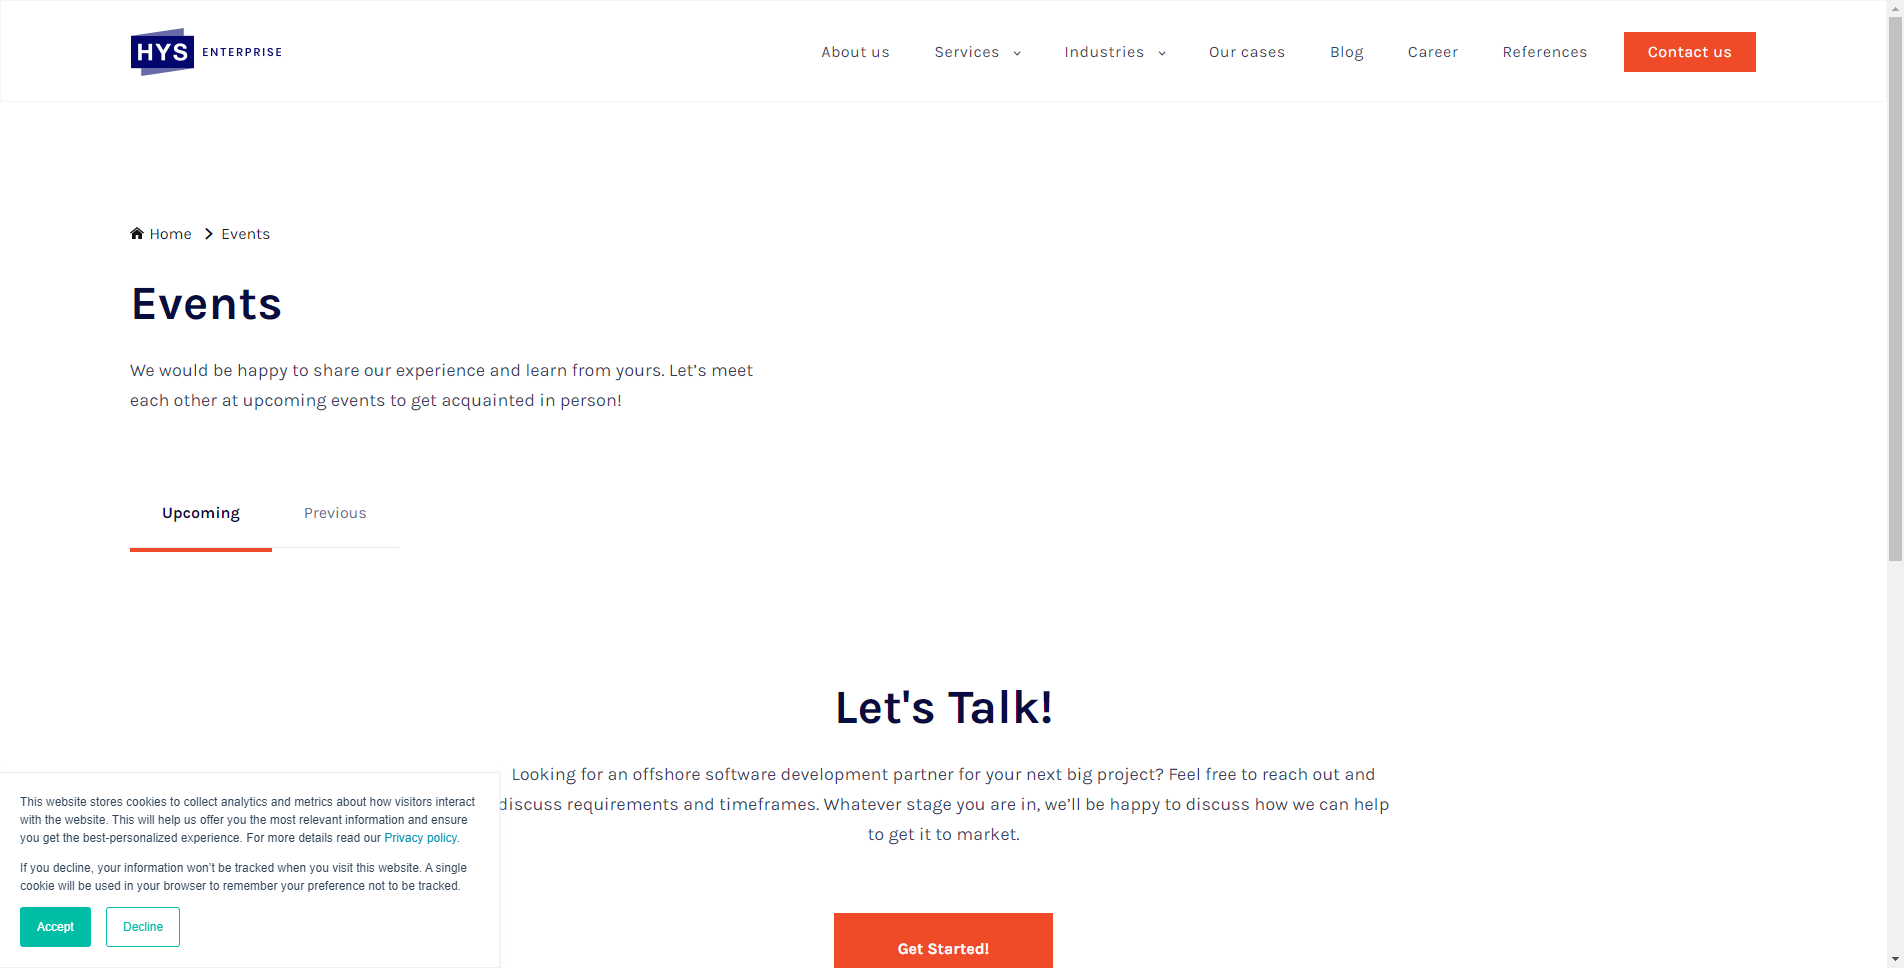 HYS ENTERPRISE
About us
Services
Industries
Our cases
Blog
Career
References
Contact us
Home
Events
Events
We would be happy to share our experience and learn from yours. Let’s meet
each other at upcoming events to get acquainted in person!
Upcoming
Previous
Let's Talk!
Looking for an offshore software development partner for your next big project? Feel free to reach out and
discuss requirements and timeframes. Whatever stage you are in, we’ll be happy to discuss how we can help
to get it to market.
Get Started!
This website stores cookies to collect analytics and metrics about how visitors interact
with the website. This will help us offer you the most relevant information and ensure
you get the best-personalized experience. For more details read our Privacy policy.
If you decline, your information won’t be tracked when you visit this website. A single
cookie will be used in your browser to remember your preference not to be tracked.
Accept
Decline